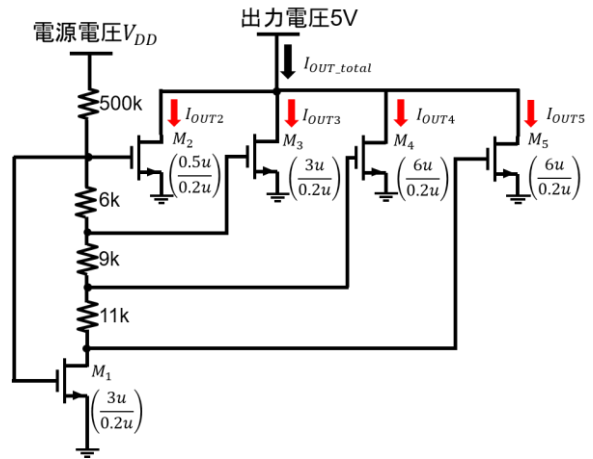 電源電圧V_DD
出力電圧5V
I_OUT_total
500k
I_OUT2
I_OUT3
I_OUT4
I_OUT5
M_2
M_3
M_4
M_5
(0.5u/0.2u)
(3u/0.2u)
(6u/0.2u)
(6u/0.2u)
6k
9k
11k
M_1
(3u/0.2u)